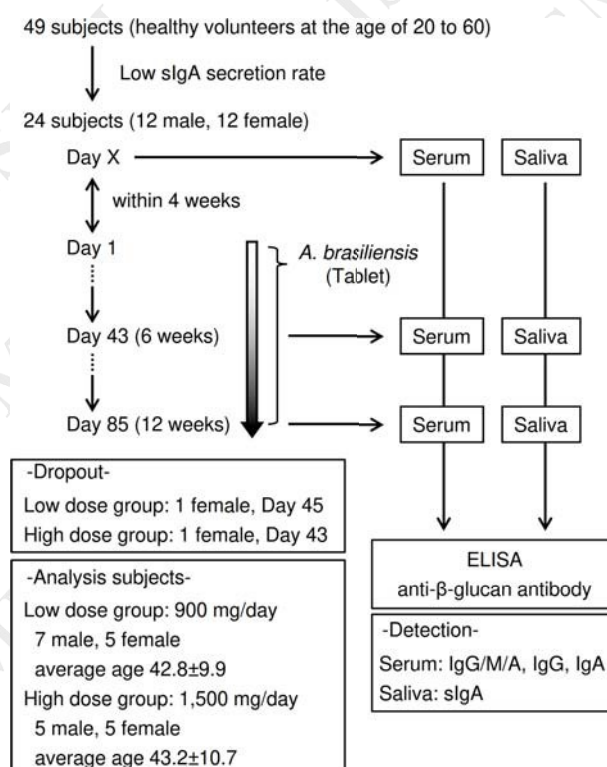 49 subjects (healthy volunteers at the age of 20 to 60)
Low sIgA secretion rate
24 subjects (12 male, 12 female)
Day X
Serum
Saliva
within 4 weeks
Day 1
A. brasiliensis
(Tablet)
Day 43 (6 weeks)
Serum
Saliva
Day 85 (12 weeks)
Serum
Saliva
-Dropout-
Low dose group: 1 female, Day 45
High dose group: 1 female, Day 43
-Analysis subjects-
Low dose group: 900 mg/day
7 male, 5 female
average age 42.8±9.9
High dose group: 1,500 mg/day
5 male, 5 female
average age 43.2±10.7
ELISA
anti-β-glucan antibody
-Detection-
Serum: IgG/M/A, IgG, IgA
Saliva: sIgA